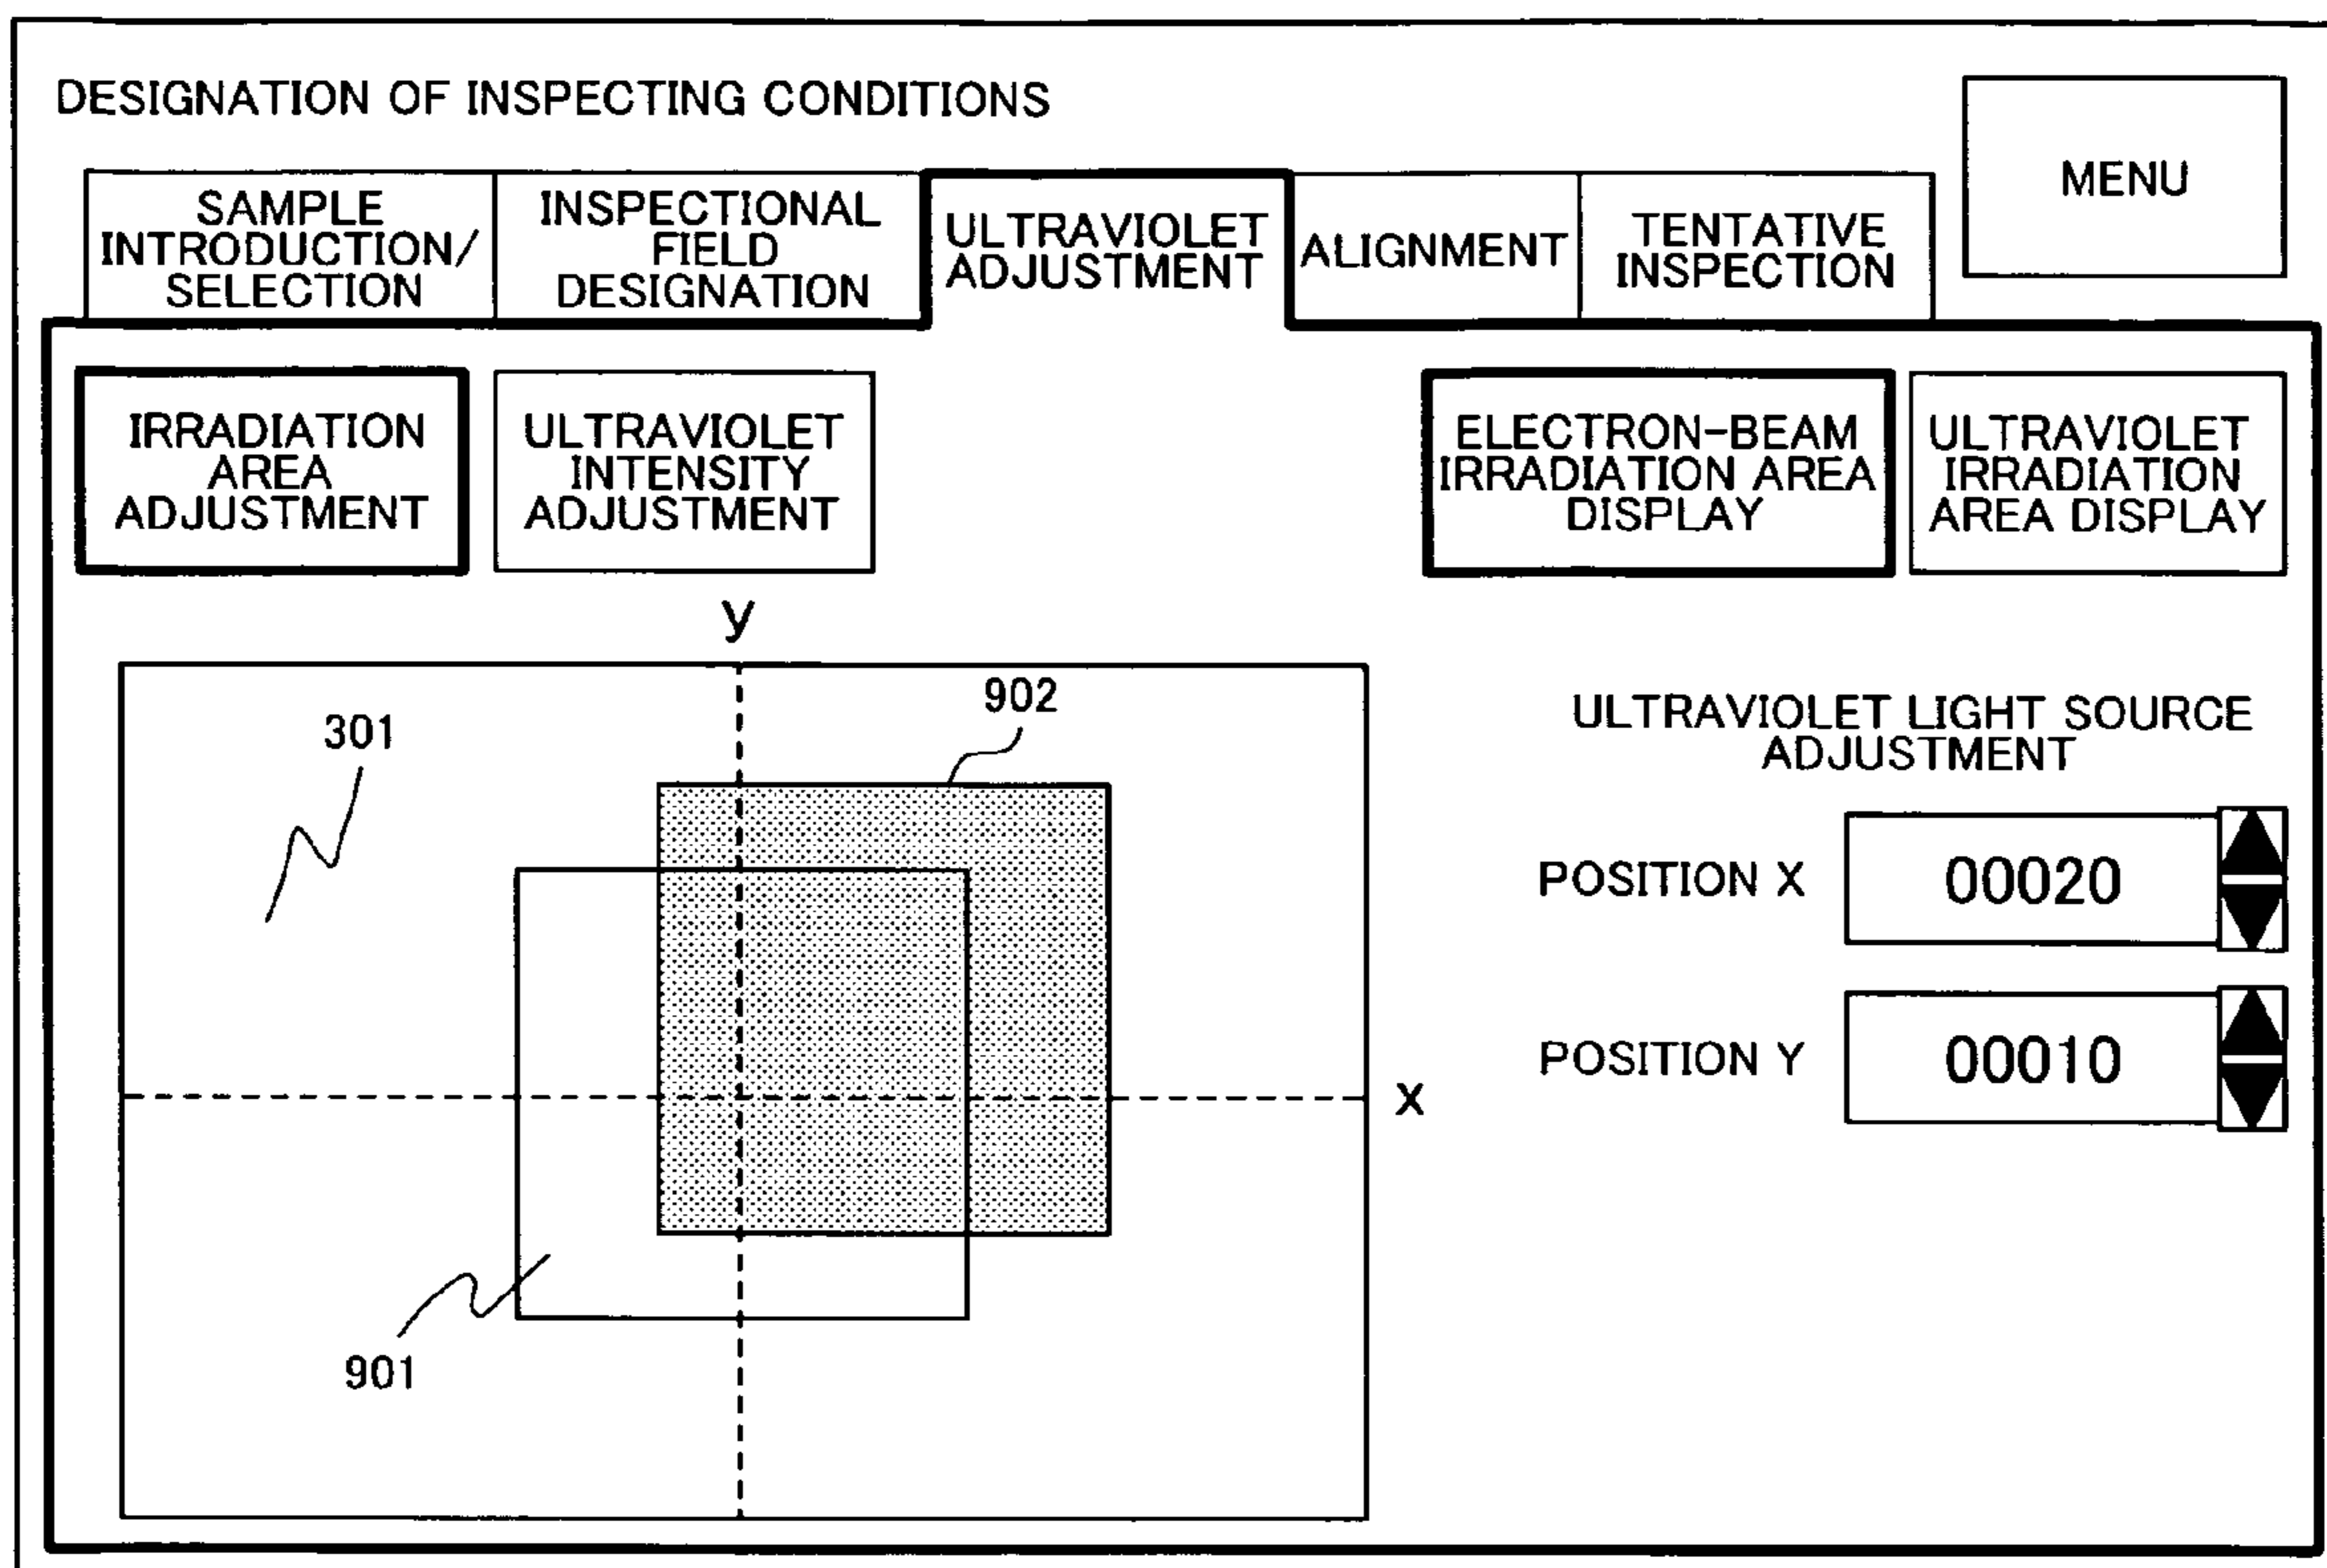 DESIGNATION OF INSPECTING CONDITIONS
MENU
SAMPLE
INTRODUCTION/
SELECTION
INSPECTIONAL
FIELD
DESIGNATION
ULTRAVIOLET
ADJUSTMENT
ALIGNMENT
TENTATIVE
INSPECTION
IRRADIATION
AREA
ADJUSTMENT
ULTRAVIOLET
INTENSITY
ADJUSTMENT
ELECTRON-BEAM
IRRADIATION AREA
DISPLAY
ULTRAVIOLET
IRRADIATION
AREA DISPLAY
y
301
902
901
x
ULTRAVIOLET LIGHT SOURCE
ADJUSTMENT
POSITION X 00020
POSITION Y 00010